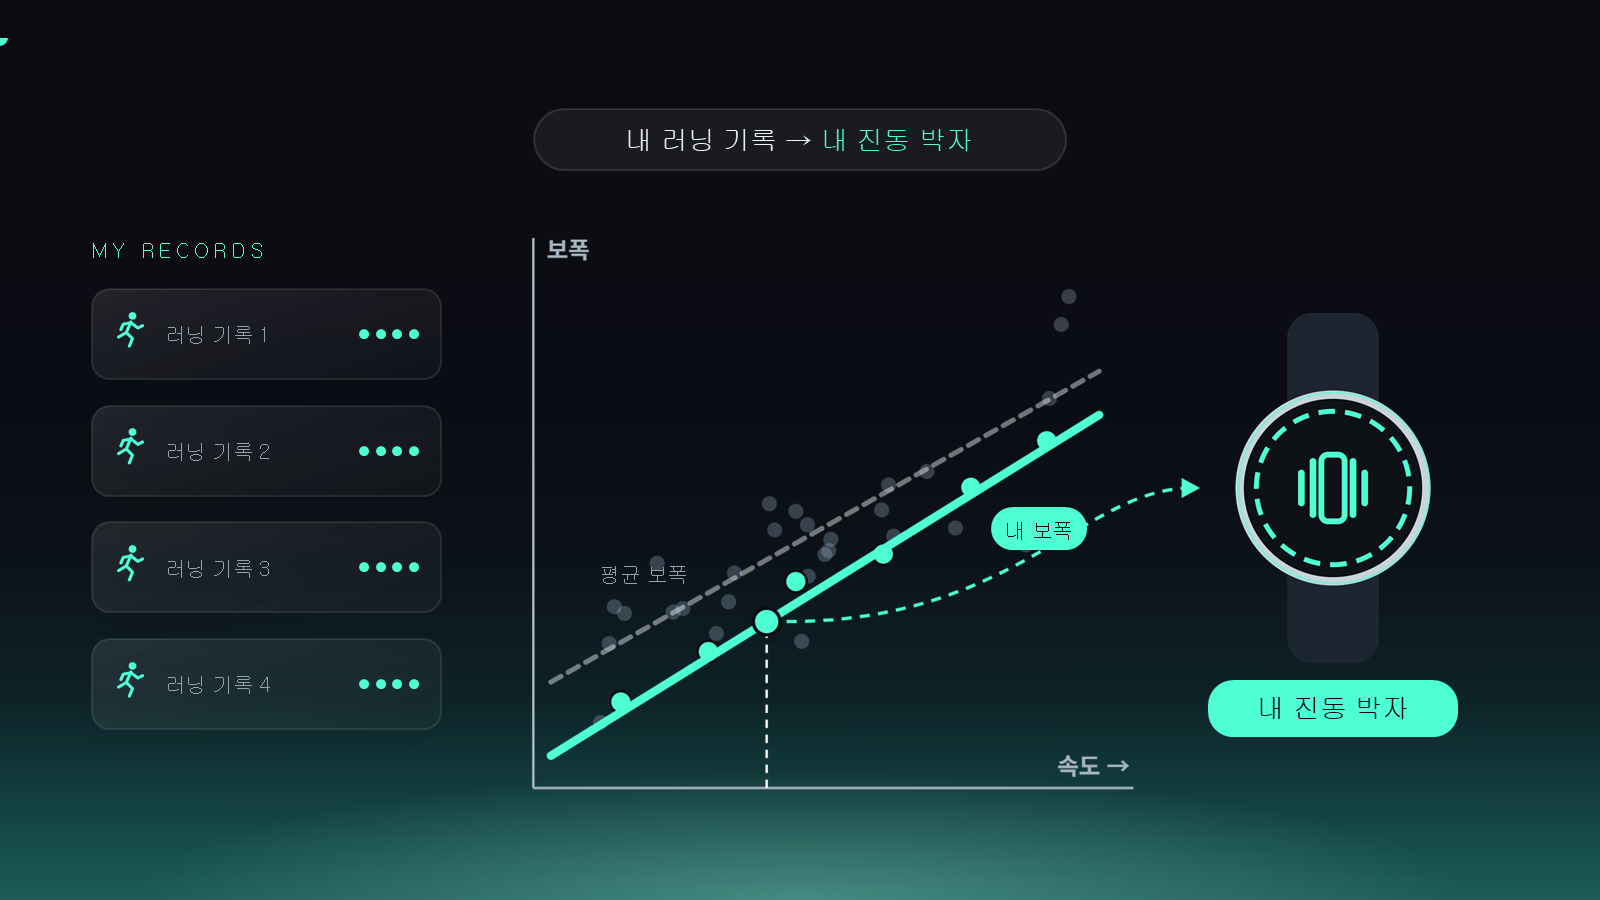 내 러닝 기록 → 내 진동 박자
MY RECORDS
러닝 기록 1
러닝 기록 2
러닝 기록 3
러닝 기록 4
보폭
평균 보폭
내 보폭
속도 →
내 진동 박자